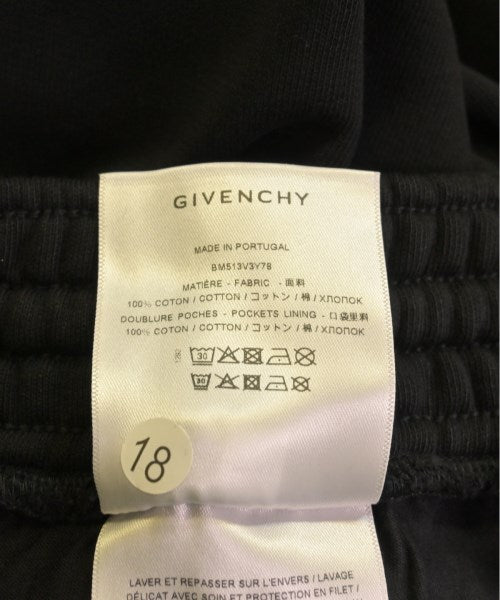 GIVENCHY
MADE IN PORTUGAL
BM513V3Y78
MATIÈRE - FABRIC - 面料
100% COTON / COTTON / コットン / 棉 / ХЛОПОК
DOUBLURE POCHES - POCKETS LINING - 口袋里料
100% COTON / COTTON / コットン / 棉 / ХЛОПОК
1282
30
30
18
LAVER ET REPASSER SUR L'ENVERS / LAVAGE
DÉLICAT AVEC SOIN ET PROTECTION EN FILET /